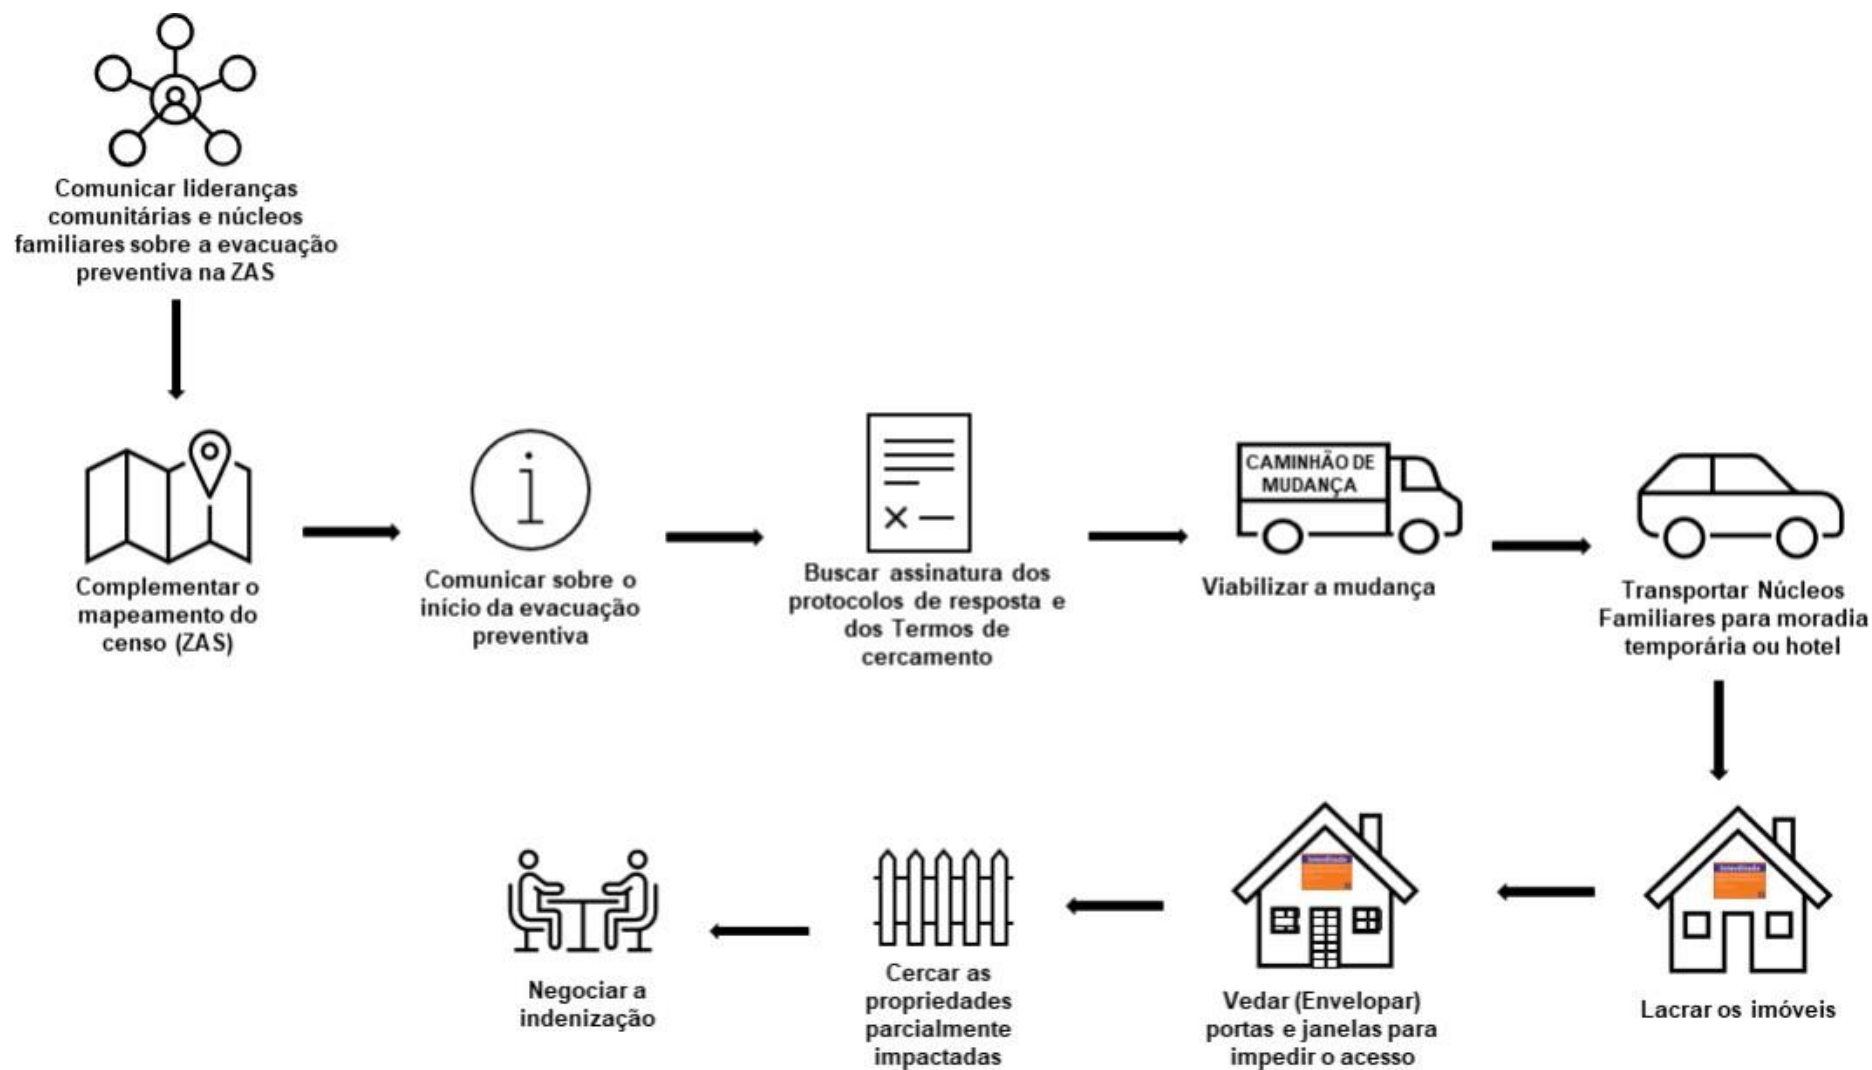 Comunicar lideranças
comunitárias e núcleos
familiares sobre a evacuação
preventiva na ZAS
Complementar o
mapeamento do
censo (ZAS)
Comunicar sobre o
início da evacuação
preventiva
Buscar assinatura dos
protocolos de resposta e
dos Termos de
cercamento
CAMINHÃO DE
MUDANÇA
Viabilizar a mudança
Transportar Núcleos
Familiares para moradia
temporária ou hotel
Interditado
Lacrar os imóveis
Interditado
Vedar (Envelopar)
portas e janelas para
impedir o acesso
Cercar as
propriedades
parcialmente
impactadas
Negociar a
indenização